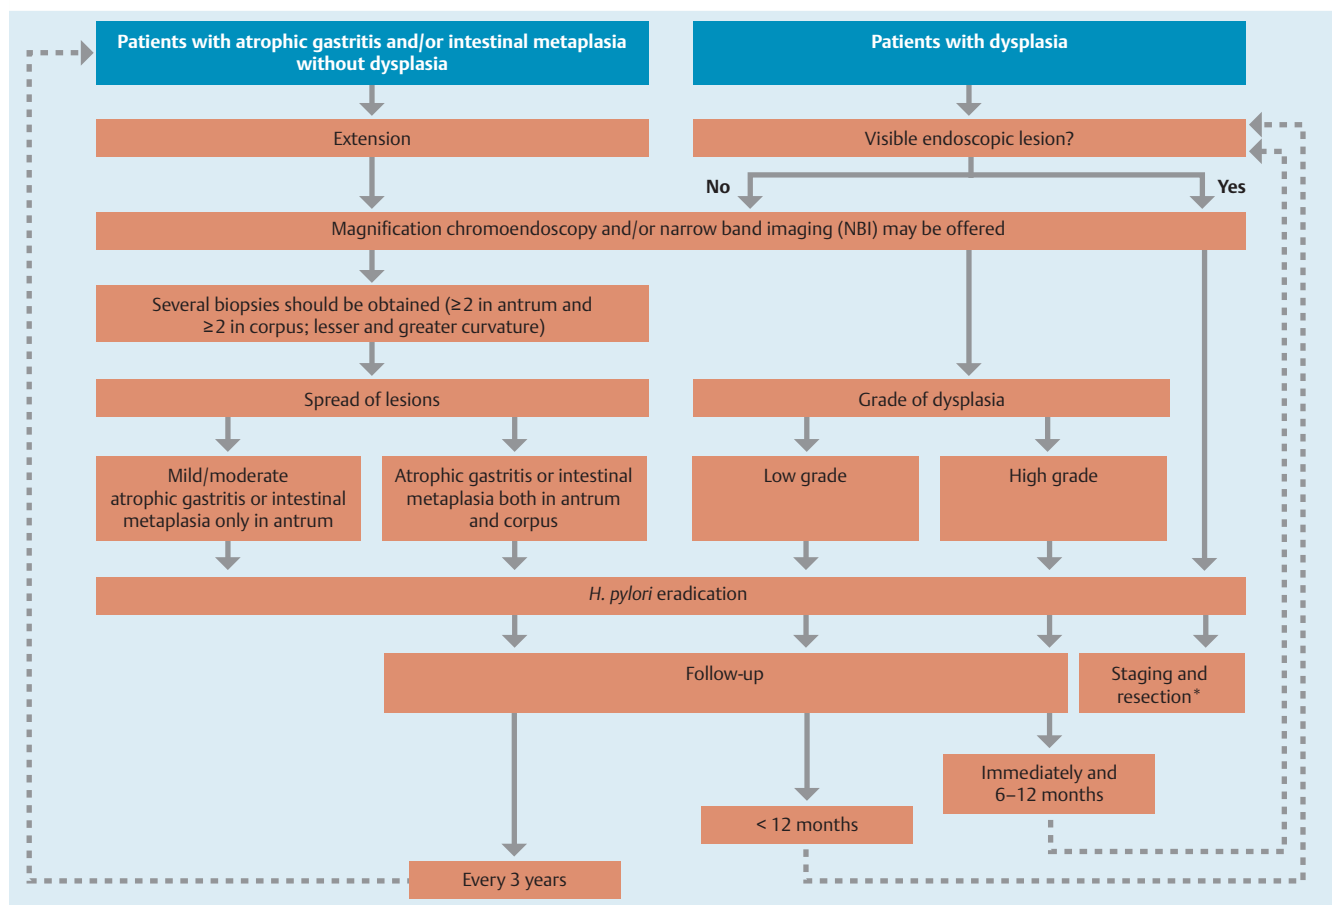 Patients with atrophic gastritis and/or intestinal metaplasia
without dysplasia
Patients with dysplasia
Extension
Visible endoscopic lesion?
No
Yes
Magnification chromoendoscopy and/or narrow band imaging (NBI) may be offered
Several biopsies should be obtained (≥2 in antrum and
≥2 in corpus; lesser and greater curvature)
Spread of lesions
Grade of dysplasia
Mild/moderate
atrophic gastritis or intestinal
metaplasia only in antrum
Atrophic gastritis or intestinal
metaplasia both in antrum
and corpus
Low grade
High grade
H. pylori eradication
Follow-up
Staging and
resection*
Immediately and
6–12 months
< 12 months
Every 3 years